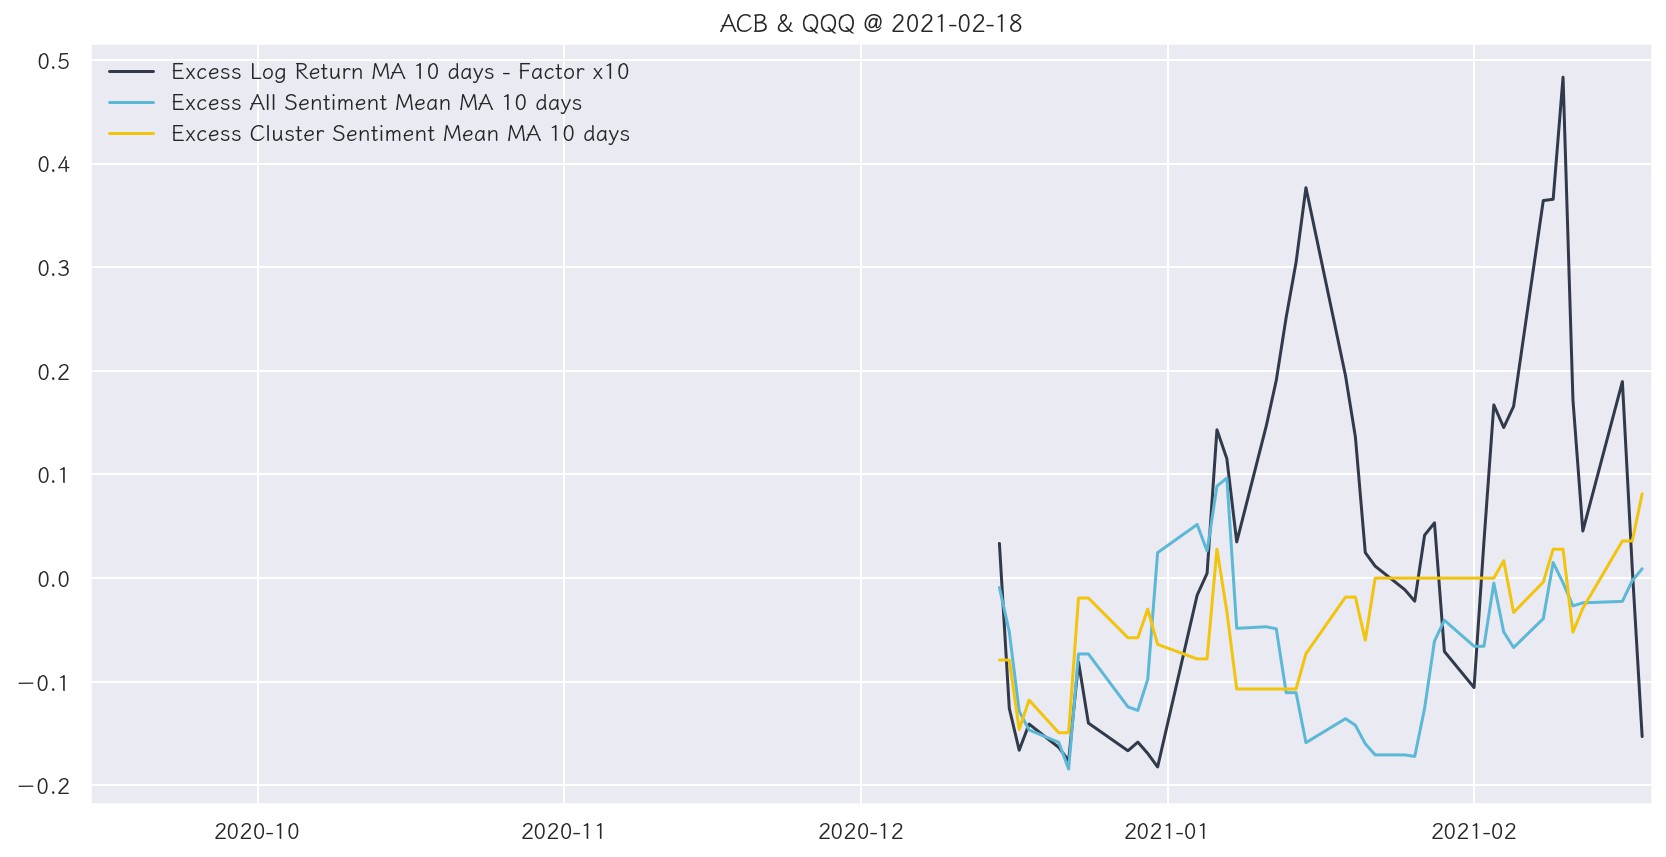 ACB & QQQ @ 2021-02-18
Excess Log Return MA 10 days - Factor x10
Excess All Sentiment Mean MA 10 days
Excess Cluster Sentiment Mean MA 10 days
0.5
0.4
0.3
0.2
0.1
0.0
−0.1
−0.2
2020-10 2020-11 2020-12 2021-01 2021-02